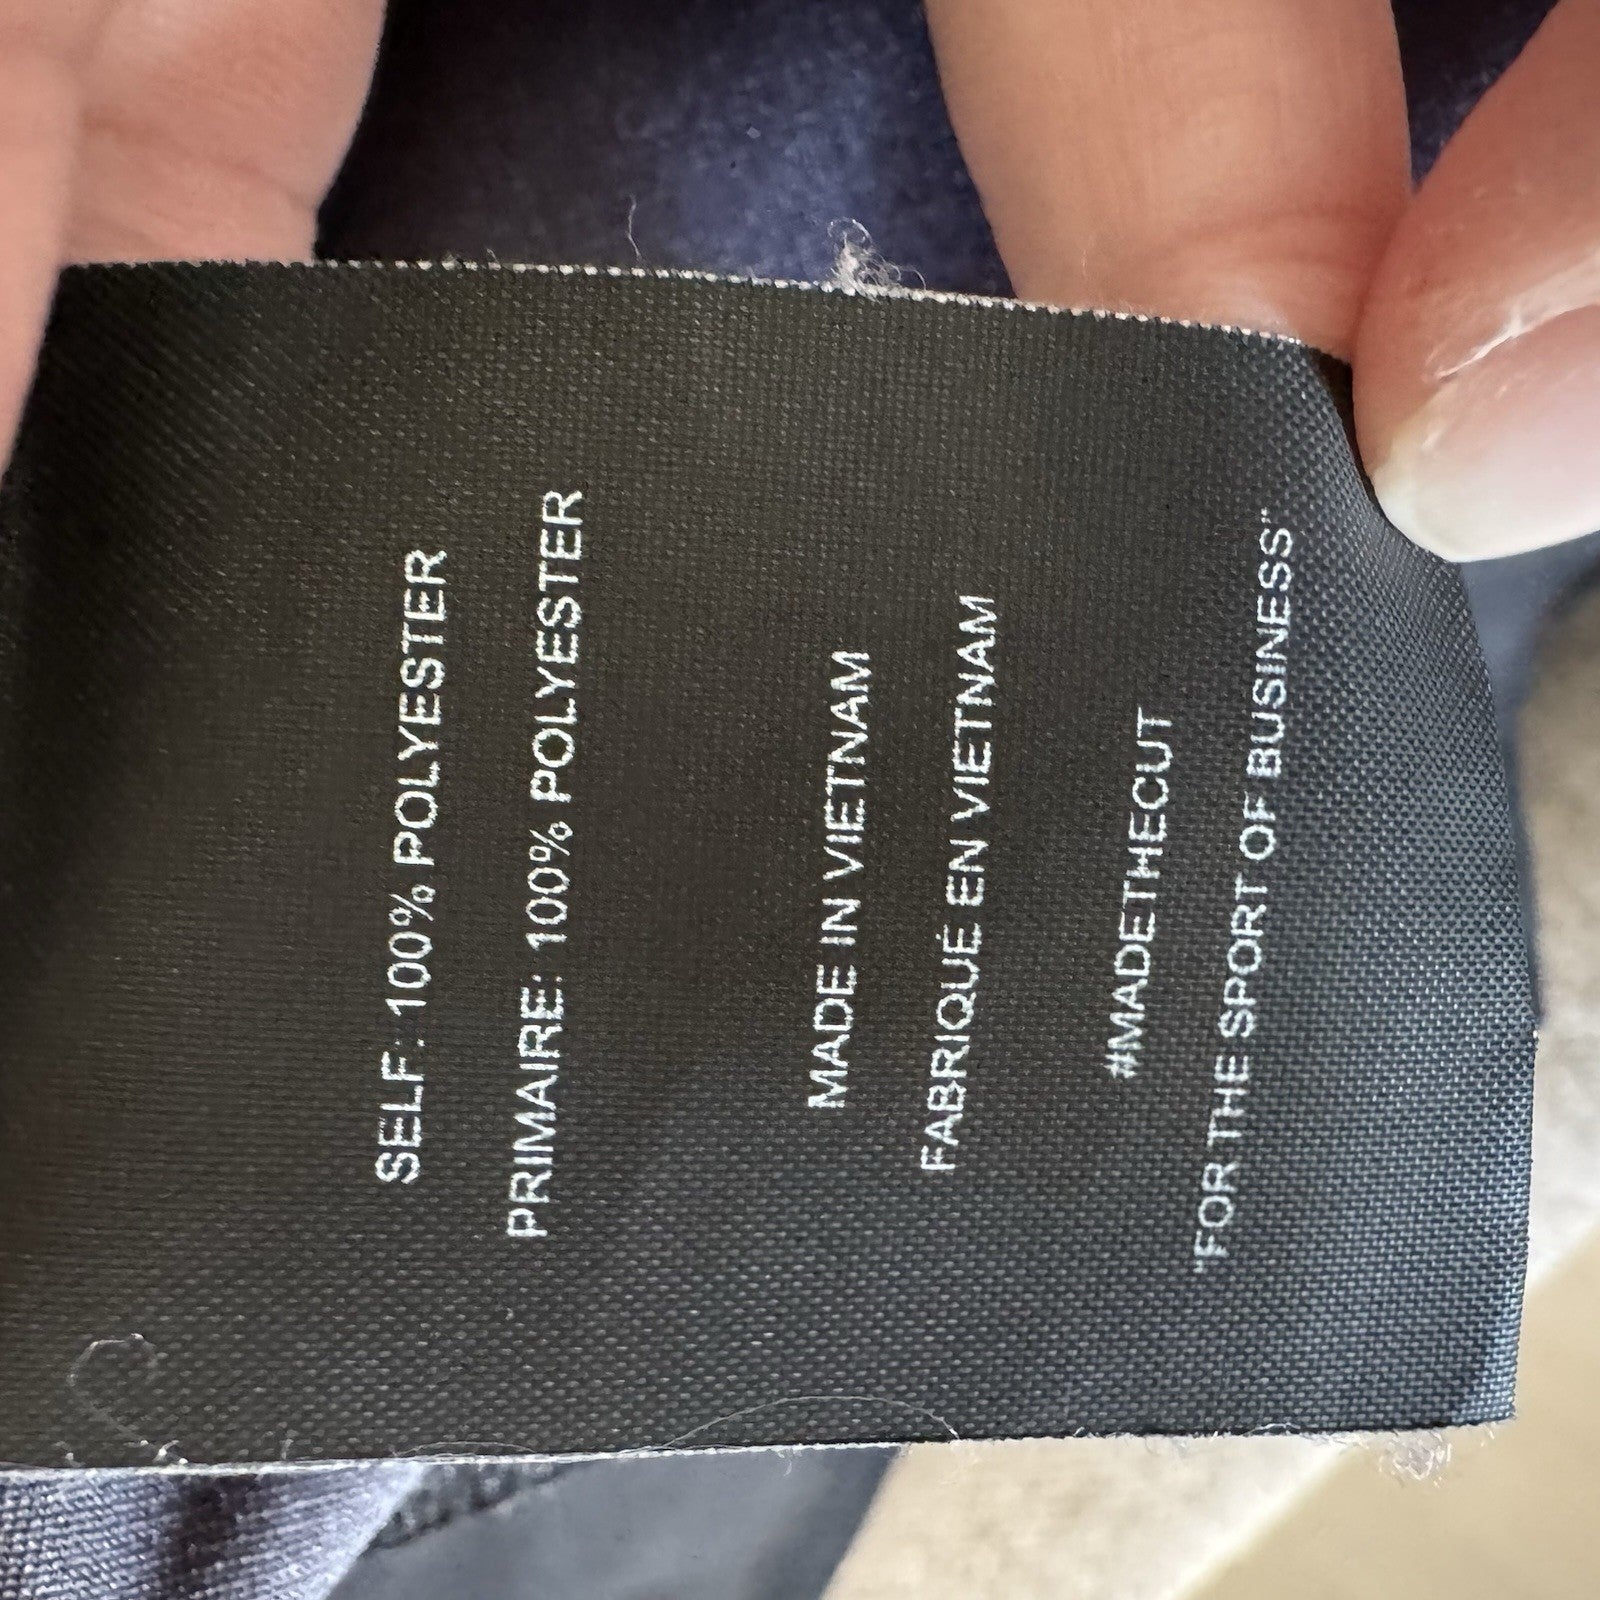 SELF: 100% POLYESTER
PRIMAIRE: 100% POLYESTER
MADE IN VIETNAM
FABRIQUÉ EN VIETNAM
#MADETHECUT
"FOR THE SPORT OF BUSINESS"